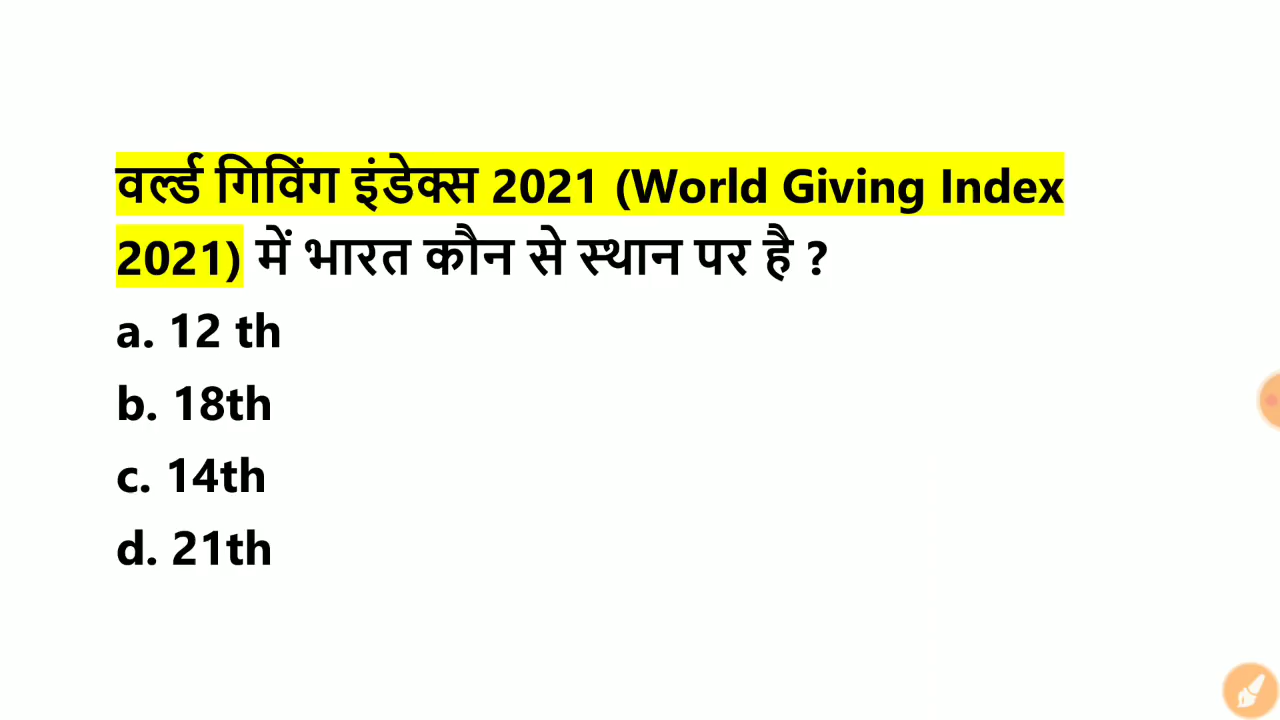 वर्ल्ड गिविंग इंडेक्स 2021 (World Giving Index
2021) में भारत कौन से स्थान पर है ?
a. 12 th
b. 18th
c. 14th
d. 21th